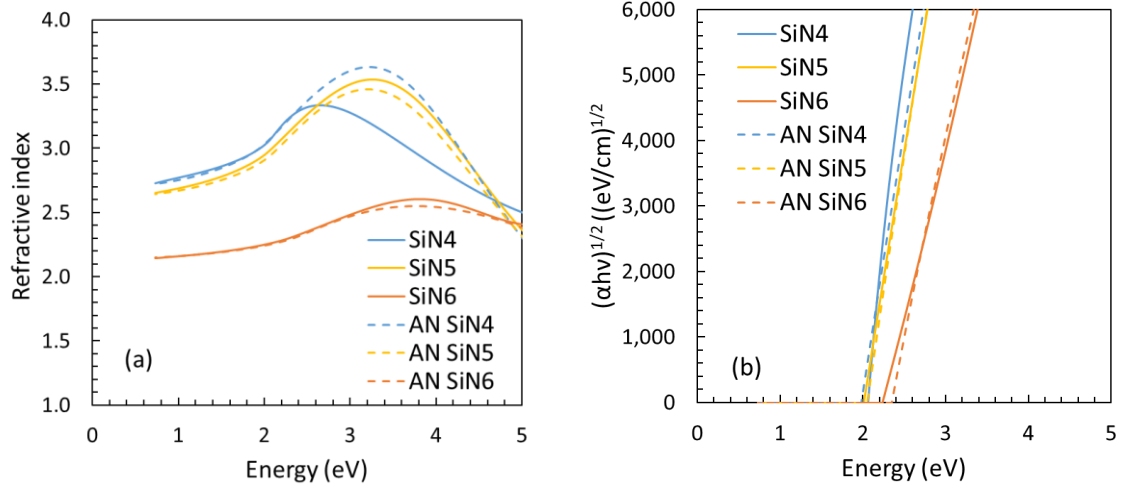 4.0
3.5
3.0
2.5
2.0
1.5
1.0
Refractive index
SiN4
SiN5
SiN6
AN SiN4
AN SiN5
AN SiN6
(a)
0 1 2 3 4 5
Energy (eV)
6,000
5,000
4,000
3,000
2,000
1,000
0
(αhν)^1/2 ((eV/cm)^1/2
SiN4
SiN5
SiN6
AN SiN4
AN SiN5
AN SiN6
(b)
0 1 2 3 4 5
Energy (eV)